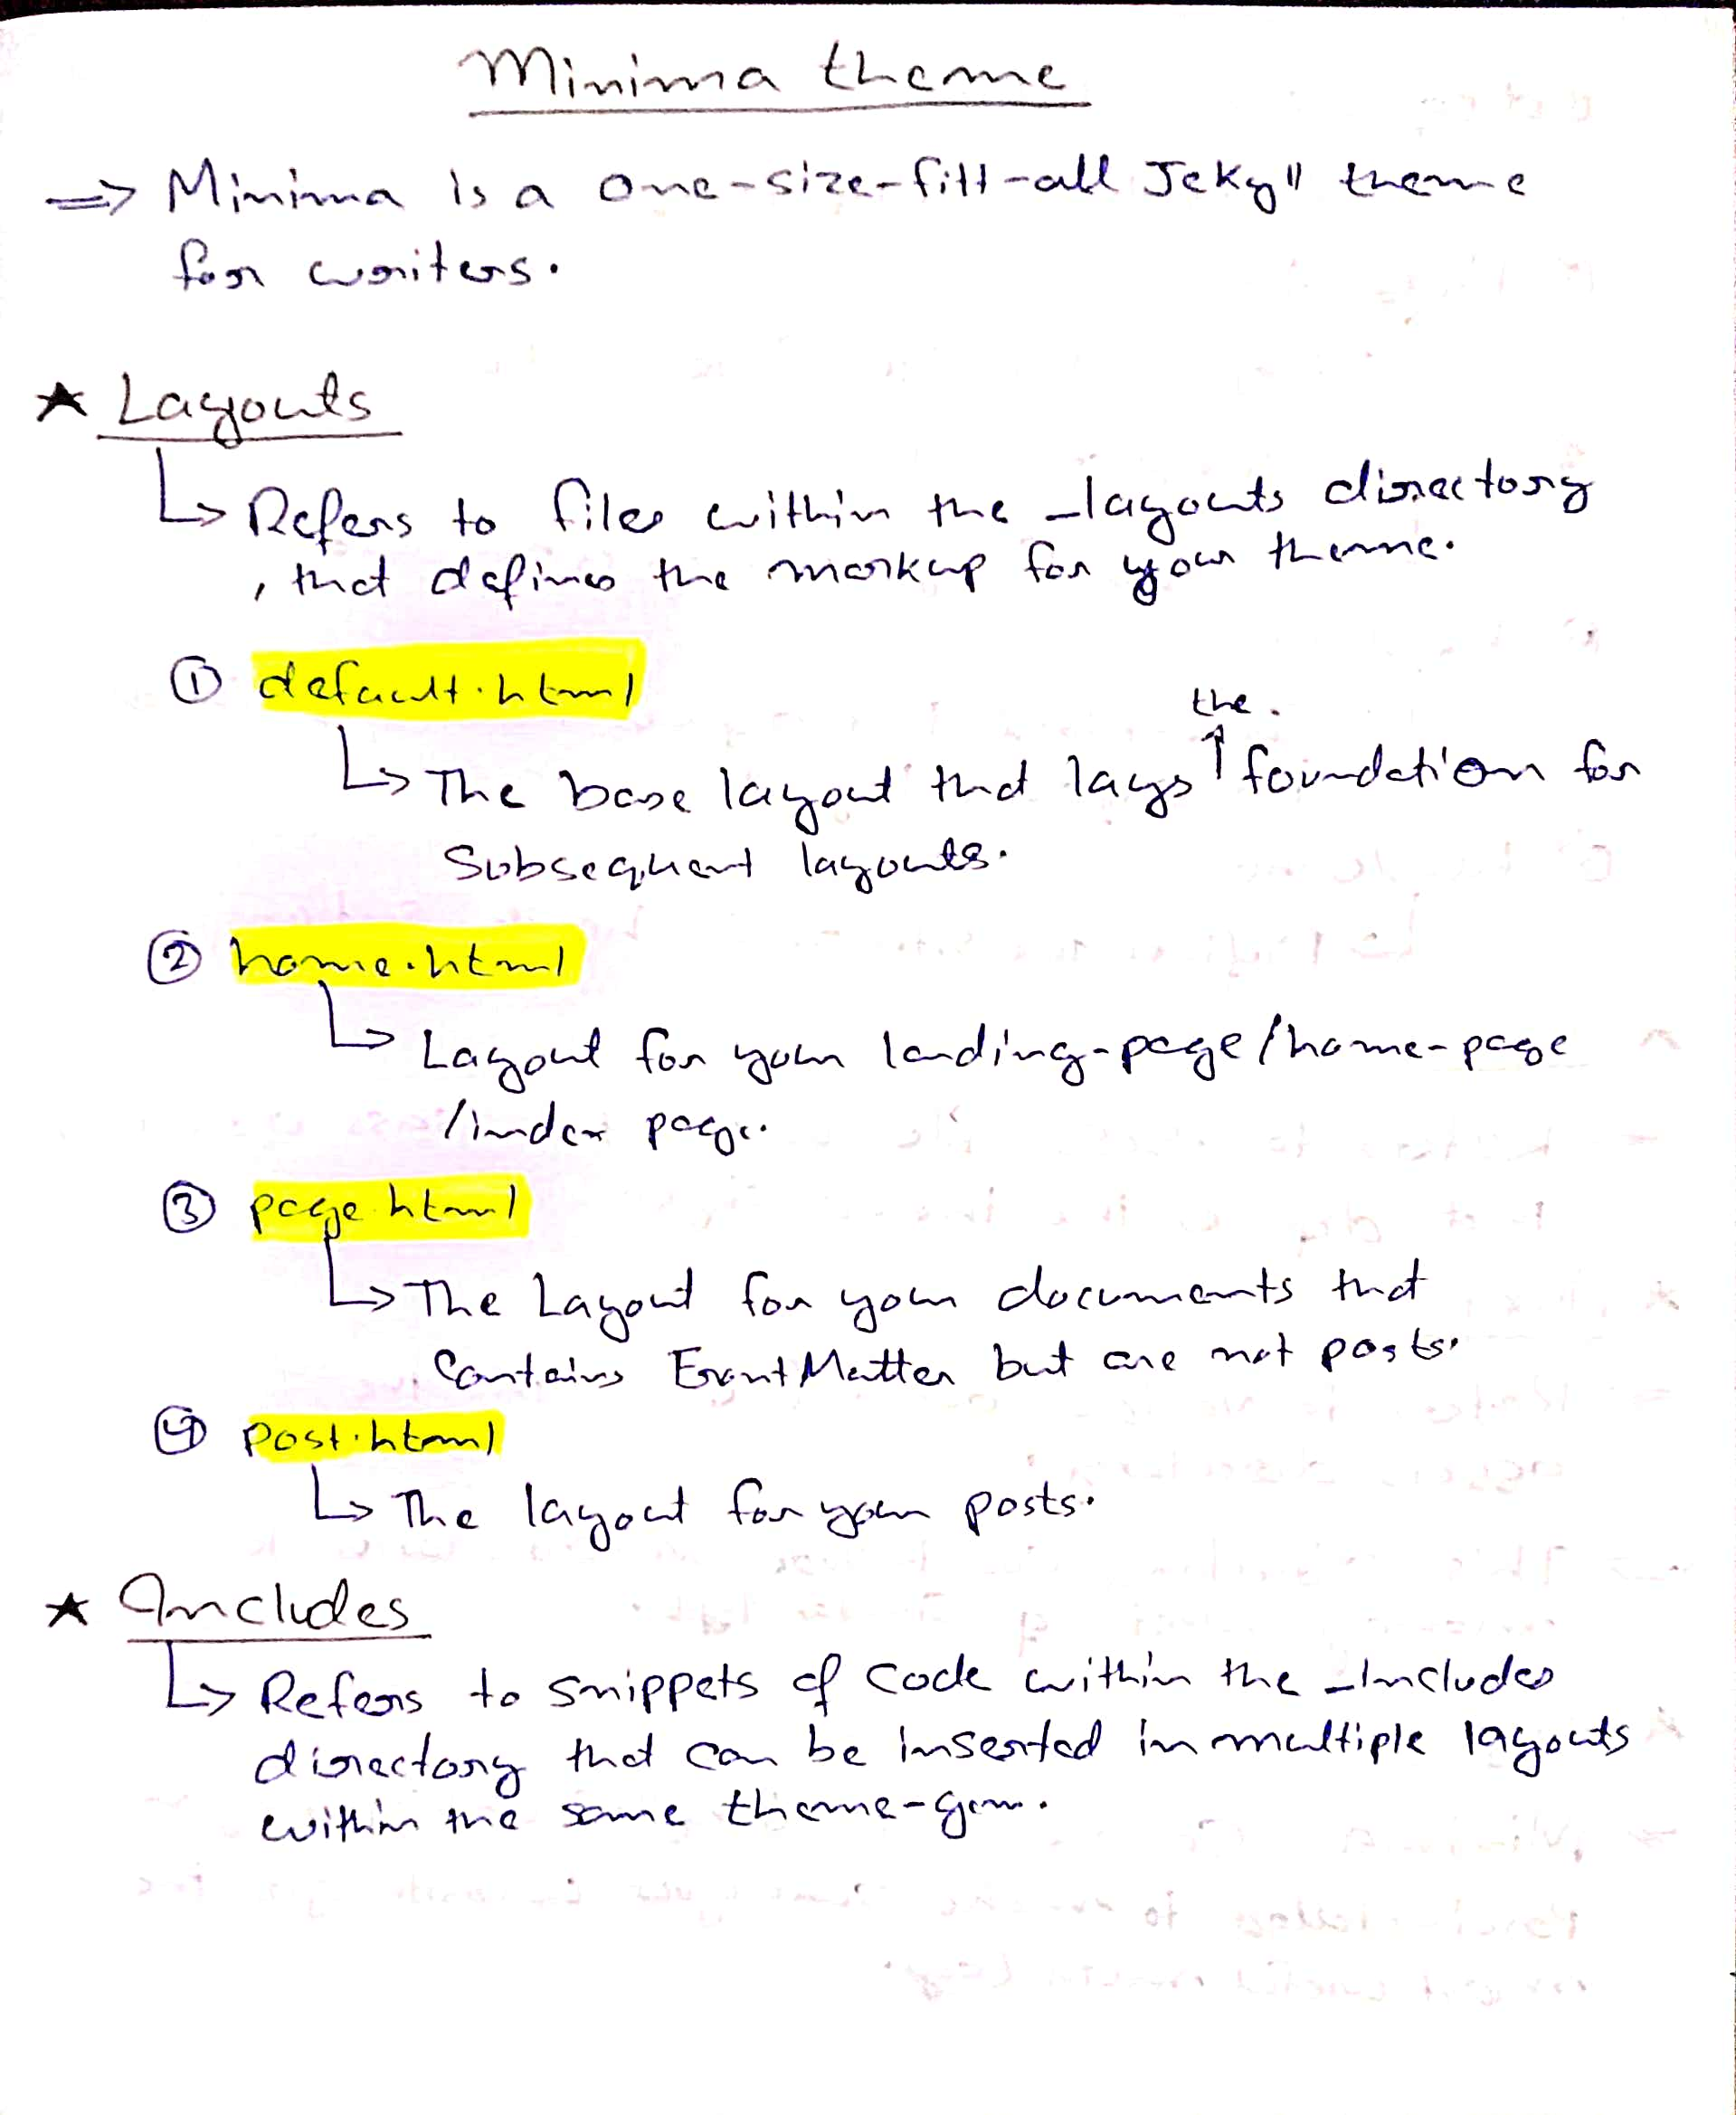 Minima theme
⇒ Minima is a one-size-fitt-all Jekyll theme
for writers.
★ Layouts
↳ Refers to files within the _layouts directory
, that defines the markup for your theme.
① default.html
the.
↳ The base layout that lays ↑ foundation for
Subsequent layouts.
② home.html
↳ Layout for your landing-page/home-page
/index page.
③ page.html
↳ The Layout for your documents that
Contains FrontMatter but are not posts.
④ post.html
↳ The layout for your posts.
★ Includes
↳ Refers to snippets of code within the _Includes
directory that can be inserted in multiple layouts
within the same theme-gem.